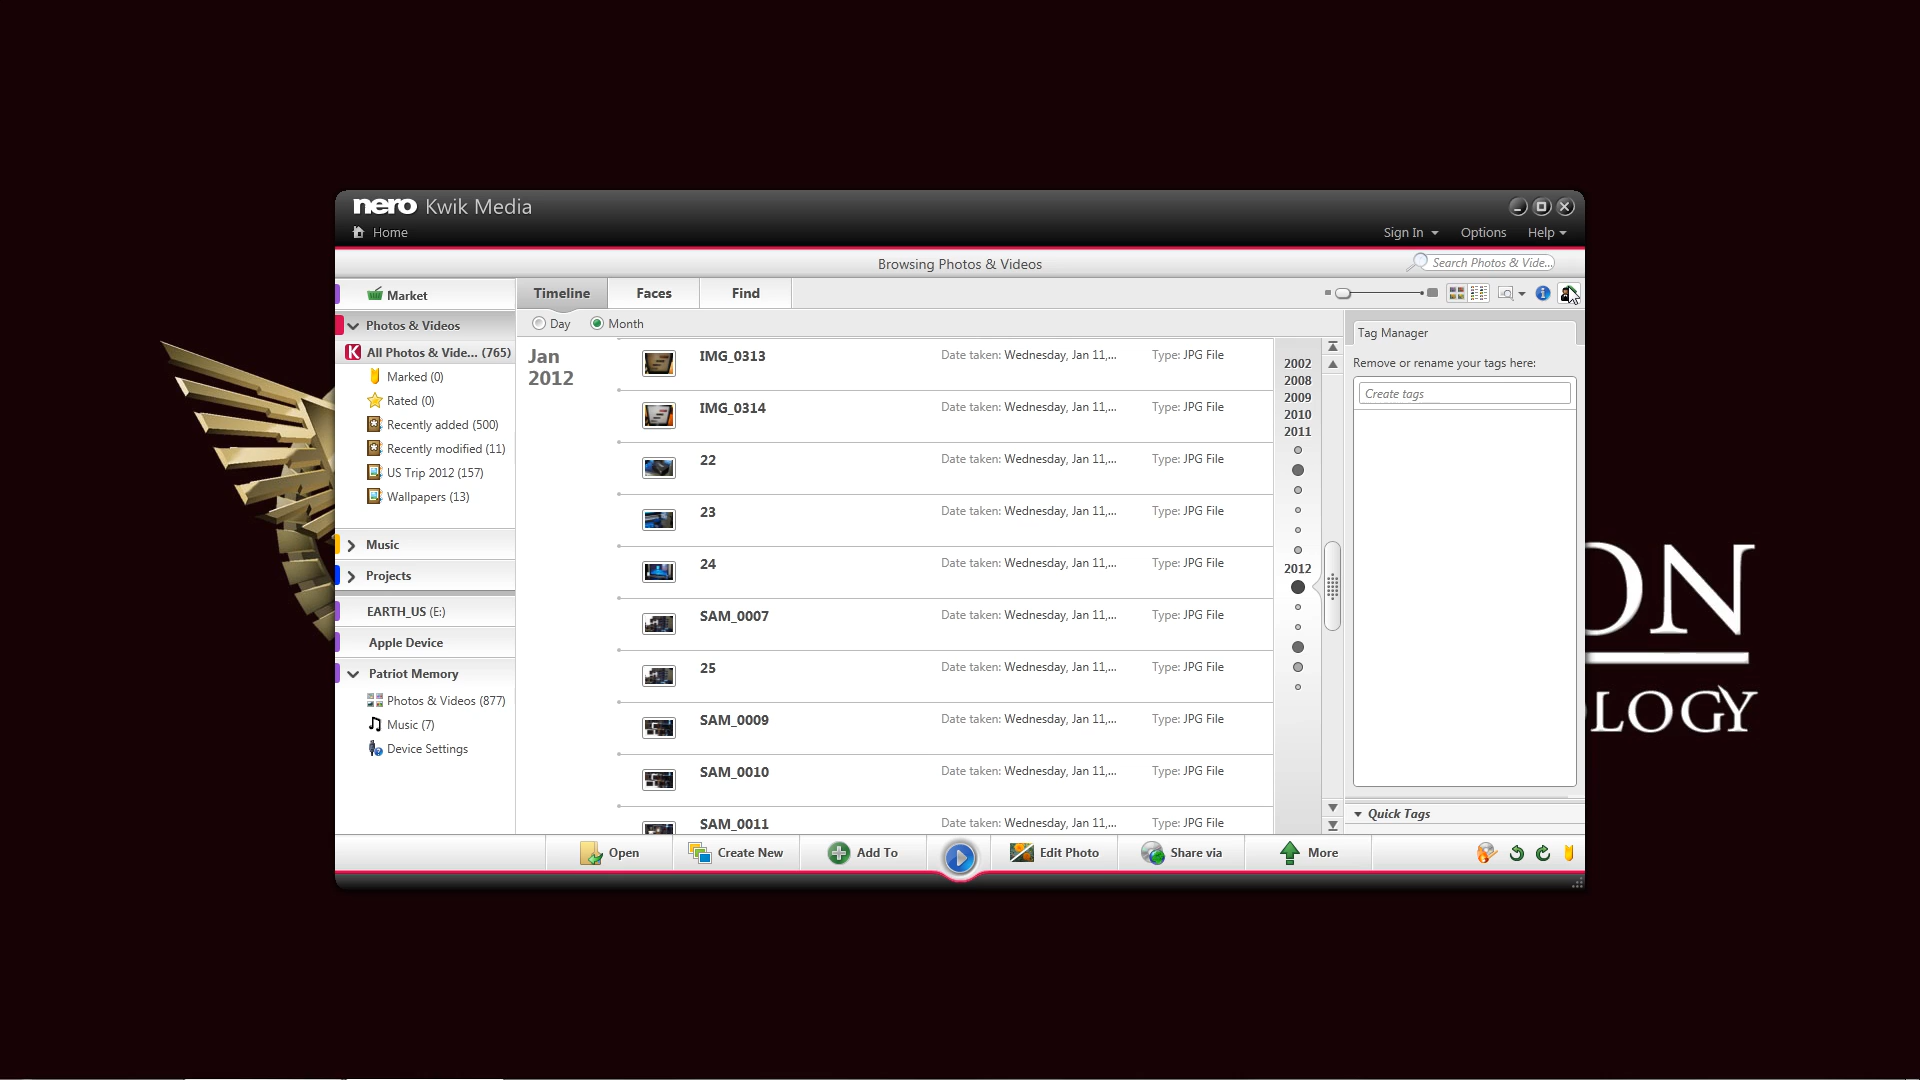 nero Kwik Media
Home
Sign In
Options
Help
Browsing Photos & Videos
Search Photos & Vide...
Market
Photos & Videos
All Photos & Vide... (765)
Marked (0)
Rated (0)
Recently added (500)
Recently modified (11)
US Trip 2012 (157)
Wallpapers (13)
Music
Projects
EARTH_US (E:)
Apple Device
Patriot Memory
Photos & Videos (877)
Music (7)
Device Settings
Timeline
Faces
Find
Day
Month
Jan
2012
IMG_0313 Date taken: Wednesday, Jan 11,... Type: JPG File
IMG_0314 Date taken: Wednesday, Jan 11,... Type: JPG File
22 Date taken: Wednesday, Jan 11,... Type: JPG File
23 Date taken: Wednesday, Jan 11,... Type: JPG File
24 Date taken: Wednesday, Jan 11,... Type: JPG File
SAM_0007 Date taken: Wednesday, Jan 11,... Type: JPG File
25 Date taken: Wednesday, Jan 11,... Type: JPG File
SAM_0009 Date taken: Wednesday, Jan 11,... Type: JPG File
SAM_0010 Date taken: Wednesday, Jan 11,... Type: JPG File
SAM_0011 Date taken: Wednesday, Jan 11,... Type: JPG File
2002
2008
2009
2010
2011
2012
Tag Manager
Remove or rename your tags here:
Create tags
Quick Tags
Open
Create New
Add To
Edit Photo
Share via
More
ON
LOGY